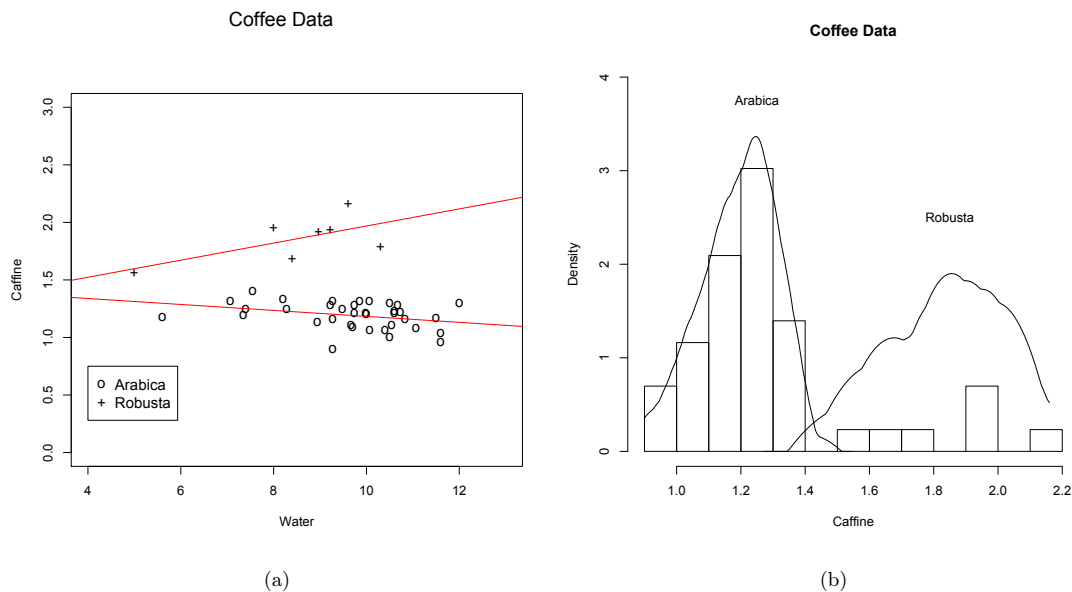 Coffee Data
Caffine
3.0
2.5
2.0
1.5
1.0
0.5
0.0
o Arabica
+ Robusta
4 6 8 10 12
Water
(a)
Coffee Data
Density
4
3
2
1
0
Arabica
Robusta
1.0 1.2 1.4 1.6 1.8 2.0 2.2
Caffine
(b)